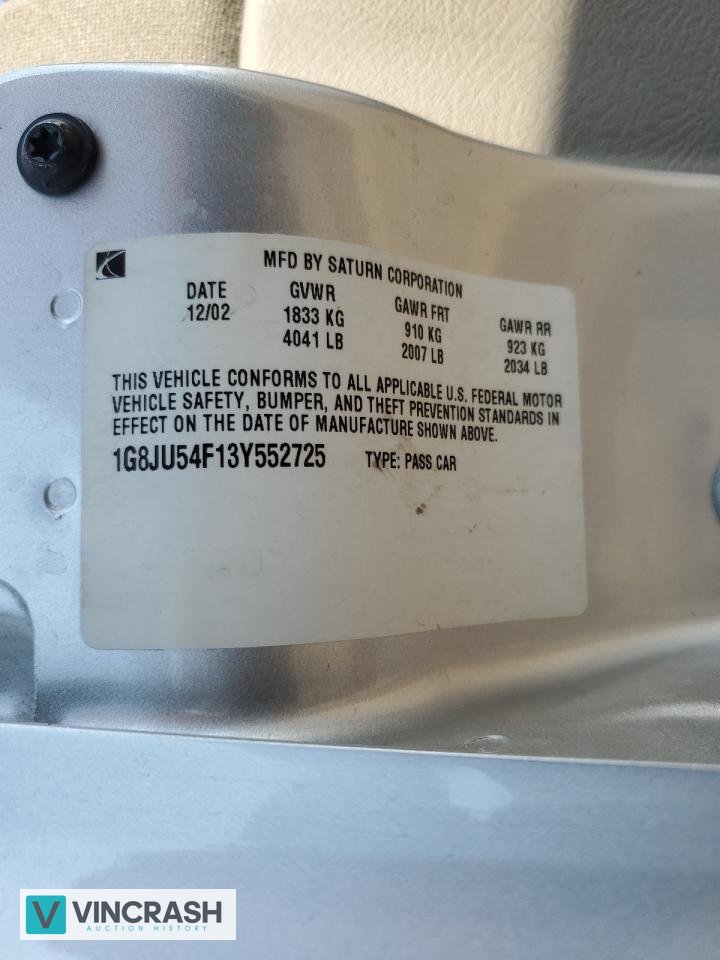 MFD BY SATURN CORPORATION
DATE GVWR GAWR FRT GAWR RR
12/02 1833 KG 910 KG 923 KG
4041 LB 2007 LB 2034 LB
THIS VEHICLE CONFORMS TO ALL APPLICABLE U.S. FEDERAL MOTOR
VEHICLE SAFETY, BUMPER, AND THEFT PREVENTION STANDARDS IN
EFFECT ON THE DATE OF MANUFACTURE SHOWN ABOVE.
1G8JU54F13Y552725 TYPE: PASS CAR
V VINCRASH
AUCTION HISTORY